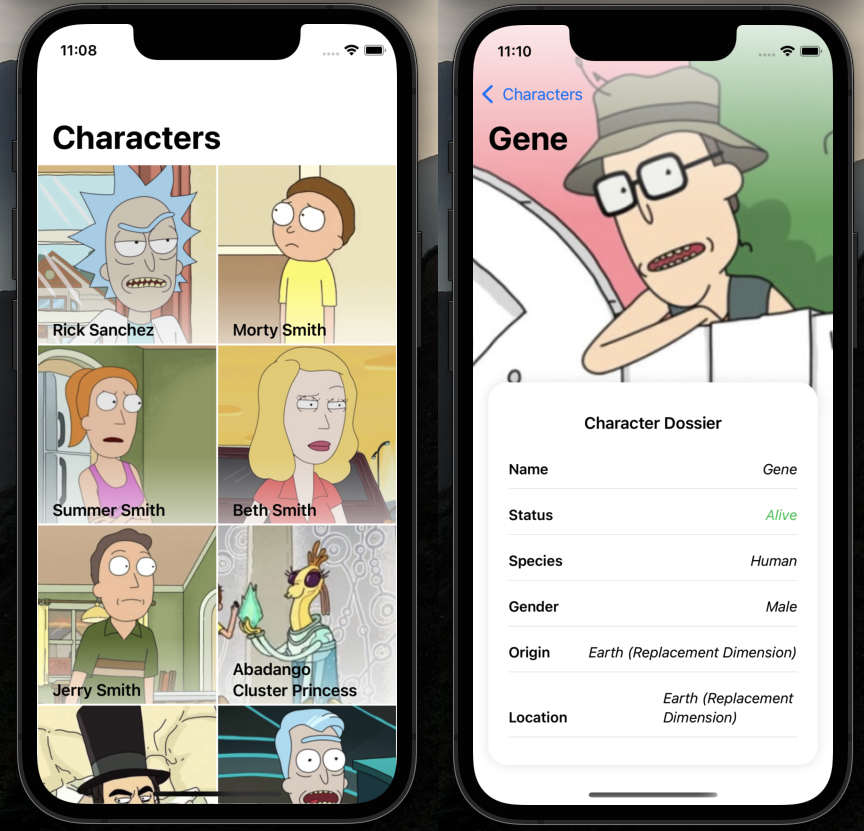 11:08
Characters
Rick Sanchez
Morty Smith
Summer Smith
Beth Smith
Jerry Smith
Abadango
Cluster Princess
11:10
Characters
Gene
Character Dossier
Name Gene
Status Alive
Species Human
Gender Male
Origin Earth (Replacement Dimension)
Location Earth (Replacement
Dimension)